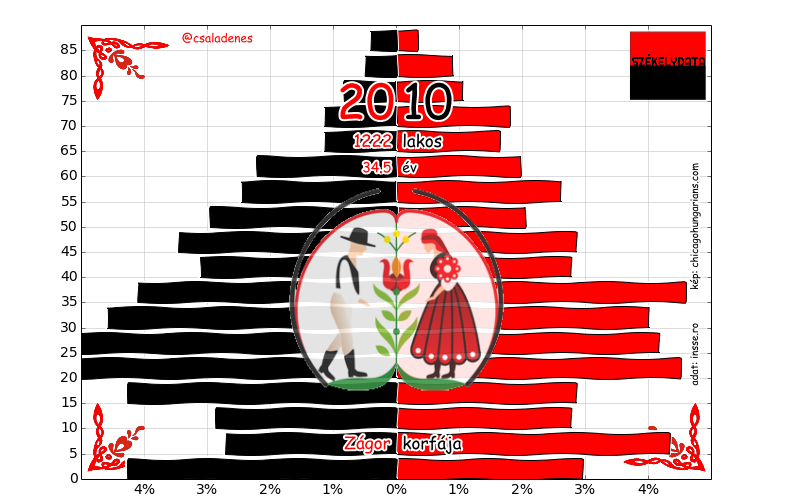 @csaladenes
SZÉKELYDATA
2010
1222 lakos
34.5 év
kép: chicagohungarians.com
adat: insse.ro
Zágor korfája
85
80
75
70
65
60
55
50
45
40
35
30
25
20
15
10
5
0
4% 3% 2% 1% 0% 1% 2% 3% 4%